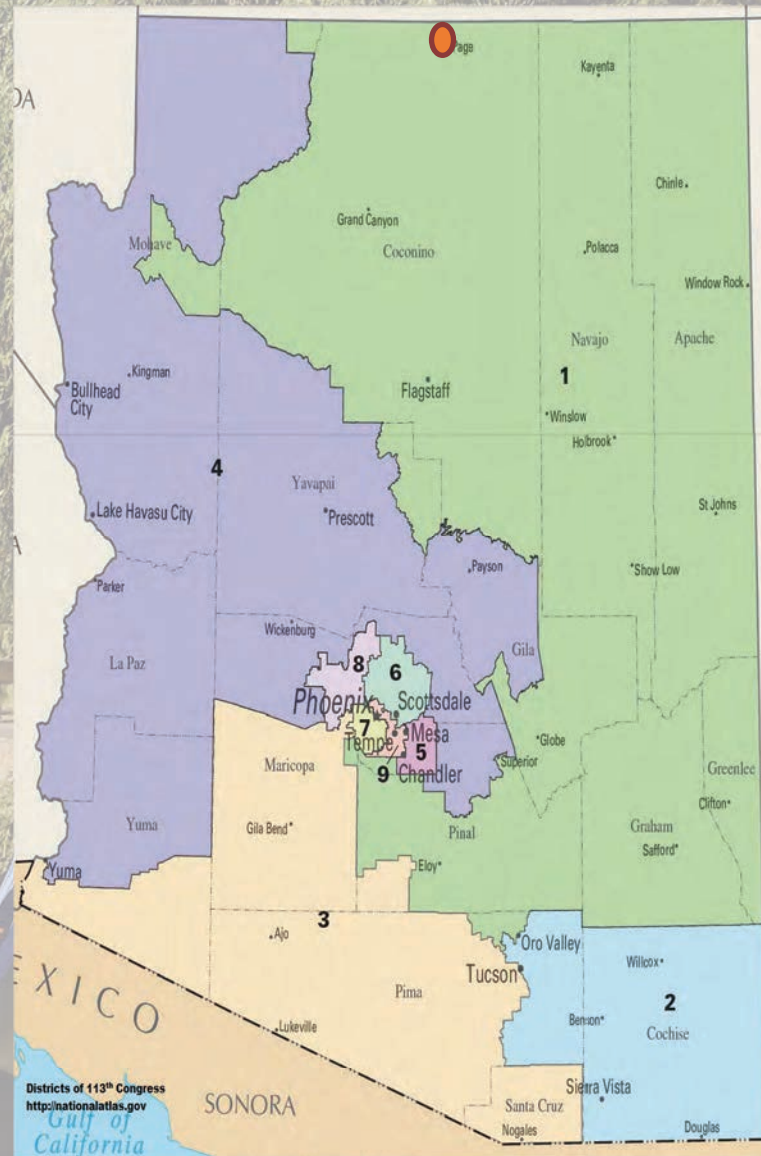 Page
Kayenta
DA
Chinle
Grand Canyon
Mohave
Coconino
Polacca
Window Rock
Navajo
Apache
Kingman
1
Bullhead
City
Flagstaff
Winslow
Holbrook
4
Yavapai
Lake Havasu City
Prescott
St Johns
A
Payson
Show Low
Parker
Wickenburg
Gila
La Paz
8
6
Phoenix
Scottsdale
7
Mesa
Tempe
5
Globe
Superior
Maricopa
9
Chandler
Greenlee
Clifton
Yuma
Gila Bend
Pinal
Graham
Safford
Eloy
Yuma
3
Ajo
Oro Valley
Tucson
Willcox
EXICO
Pima
2
Benson
Cochise
Lukeville
Districts of 113th Congress
http://nationalatlas.gov
Sierra Vista
SONORA
Santa Cruz
Gulf of
California
Nogales
Douglas